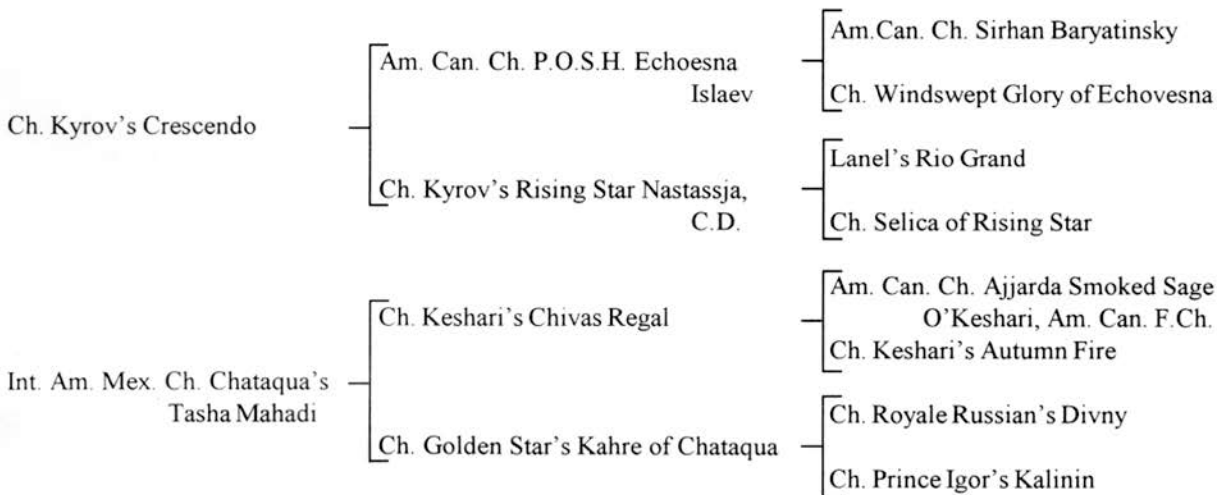 Am.Can. Ch. Sirhan Baryatinsky
Am. Can. Ch. P.O.S.H. Echoesna
Islaev
Ch. Windswept Glory of Echovesna
Ch. Kyrov's Crescendo
Lanel's Rio Grand
Ch. Kyrov's Rising Star Nastassja,
C.D.
Ch. Selica of Rising Star
Am. Can. Ch. Ajjarda Smoked Sage
O'Keshari, Am. Can. F.Ch.
Ch. Keshari's Chivas Regal
Ch. Keshari's Autumn Fire
Int. Am. Mex. Ch. Chataqua's
Tasha Mahadi
Ch. Royale Russian's Divny
Ch. Golden Star's Kahre of Chataqua
Ch. Prince Igor's Kalinin